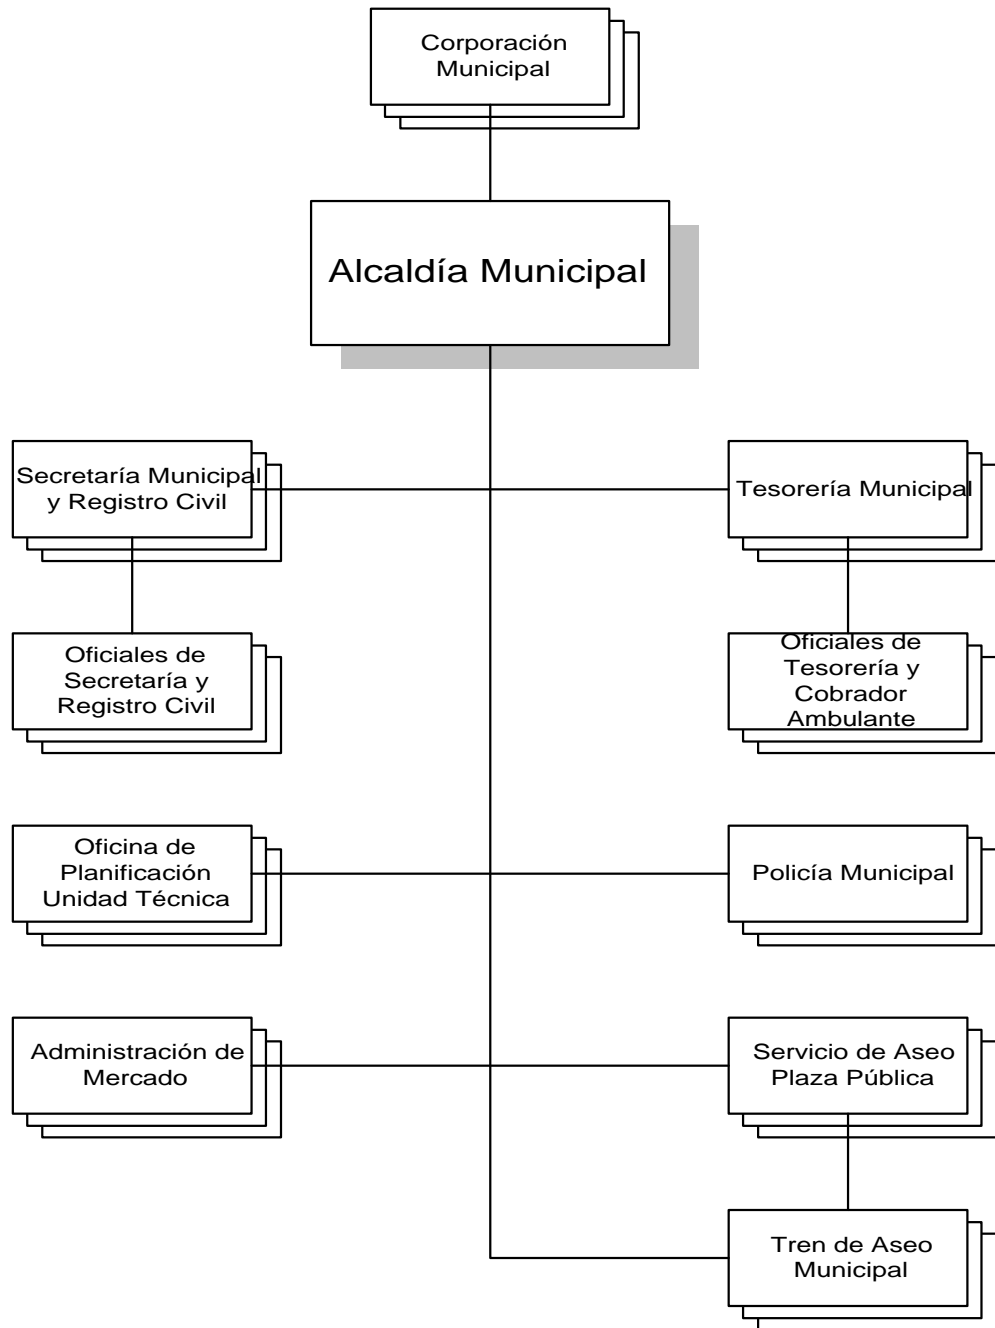 Corporación
Municipal
Alcaldía Municipal
Secretaría Municipal
y Registro Civil
Tesorería Municipal
Oficiales de
Secretaría y
Registro Civil
Oficiales de
Tesorería y
Cobrador
Ambulante
Oficina de
Planificación
Unidad Técnica
Policía Municipal
Administración de
Mercado
Servicio de Aseo
Plaza Pública
Tren de Aseo
Municipal